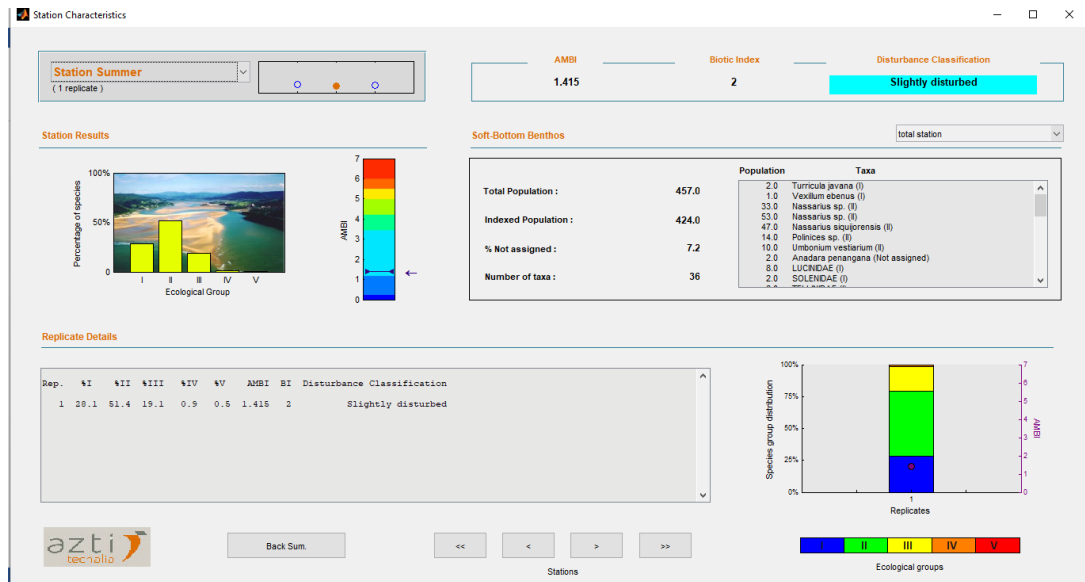 Station Characteristics
Station Summer
( 1 replicate )
AMBI Biotic Index Disturbance Classification
1.415 2 Slightly disturbed
Station Results
Percentage of species
100%
50%
0
I II III IV V
Ecological Group
AMBI
7
6
5
4
3
2
1
0
Soft-Bottom Benthos
total station
Total Population : 457.0
Indexed Population : 424.0
% Not assigned : 7.2
Number of taxa : 36
Population Taxa
2.0 Turricula javana (I)
1.0 Vexillum ebenus (I)
33.0 Nassarius sp. (II)
53.0 Nassarius sp. (II)
47.0 Nassarius siquijorensis (II)
14.0 Polinices sp. (II)
10.0 Umbonium vestiarium (II)
2.0 Anadara penangana (Not assigned)
8.0 LUCINIDAE (I)
2.0 SOLENIDAE (I)
Replicate Details
Rep. %I %II %III %IV %V AMBI BI Disturbance Classification
1 28.1 51.4 19.1 0.9 0.5 1.415 2 Slightly disturbed
Species group distribution
100%
75%
50%
25%
0%
7
6
5
4
3
2
1
0
AMBI
1
Replicates
azti
tecnalia
Back Sum.
<< < > >>
Stations
I II III IV V
Ecological groups